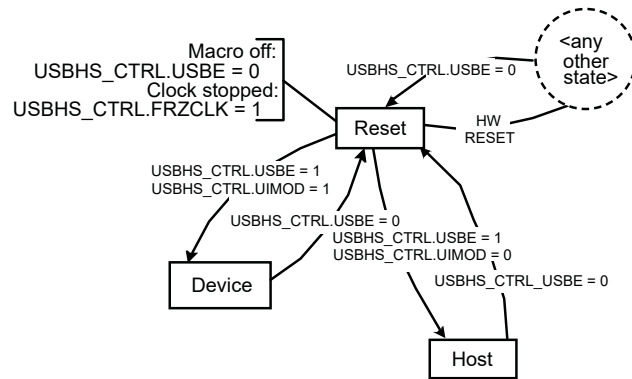 Macro off:
USBHS_CTRL.USBE = 0
Clock stopped:
USBHS_CTRL.FRZCLK = 1
<any
other
state>
USBHS_CTRL.USBE = 0
Reset
HW
RESET
USBHS_CTRL.USBE = 1
USBHS_CTRL.UIMOD = 1
USBHS_CTRL.USBE = 0
USBHS_CTRL.USBE = 1
USBHS_CTRL.UIMOD = 0
USBHS_CTRL_USBE = 0
Device
Host